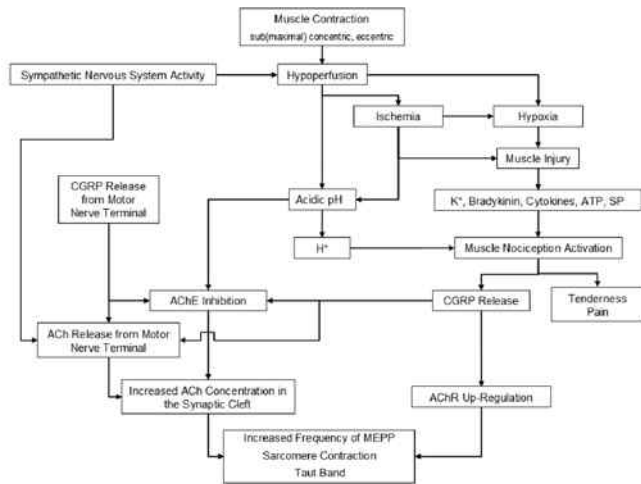 Muscle Contraction
sub(maximal) concentric, eccentric
Sympathetic Nervous System Activity
Hypoperfusion
Ischemia
Hypoxia
Muscle Injury
CGRP Release
from Motor
Nerve Terminal
Acidic pH
K⁺, Bradykinin, Cytokines, ATP, SP
H⁺
Muscle Nociception Activation
AChE Inhibition
CGRP Release
Tenderness
Pain
ACh Release from Motor
Nerve Terminal
Increased ACh Concentration in
the Synaptic Cleft
AChR Up-Regulation
Increased Frequency of MEPP
Sarcomere Contraction
Taut Band